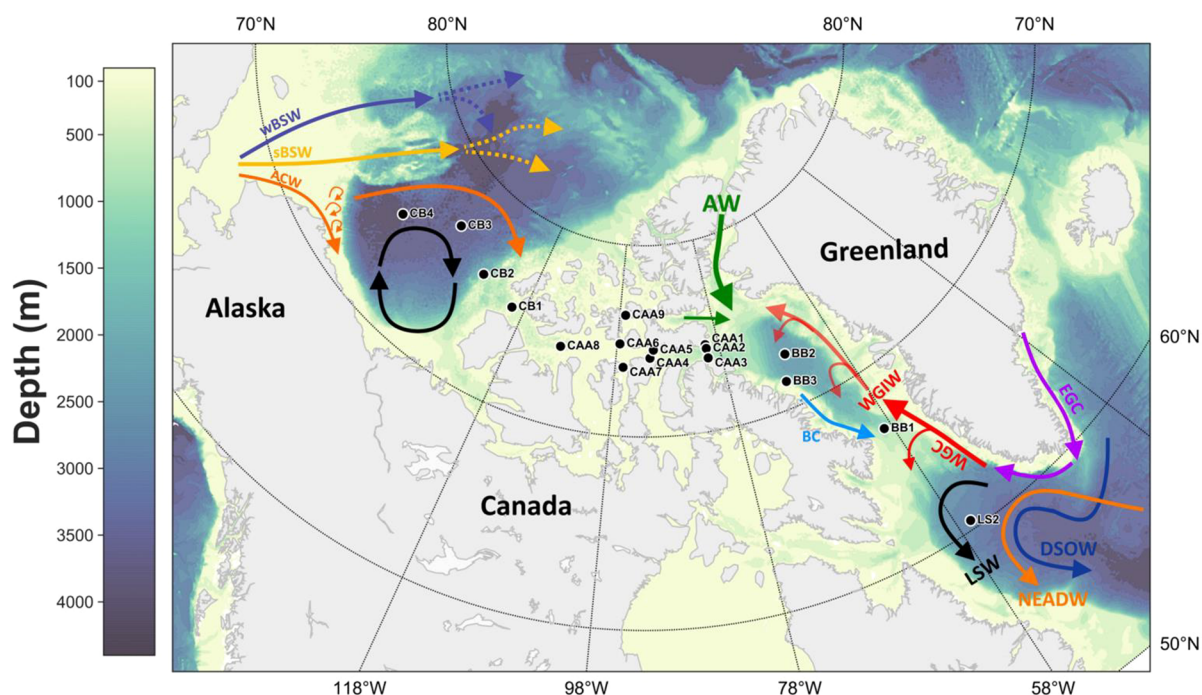 70°N
80°N
80°N
70°N
Depth (m)
100
500
1000
1500
2000
2500
3000
3500
4000
wBSW
sBSW
ACW
CB4
CB3
CB2
CB1
AW
Greenland
Alaska
CAA9
CAA8
CAA6
CAA5
CAA4
CAA7
CAA1
CAA2
CAA3
BB2
BB3
BB1
BC
WGIW
WGC
EGC
60°N
Canada
LS2
LSW
DSOW
NEADW
50°N
118°W
98°W
78°W
58°W